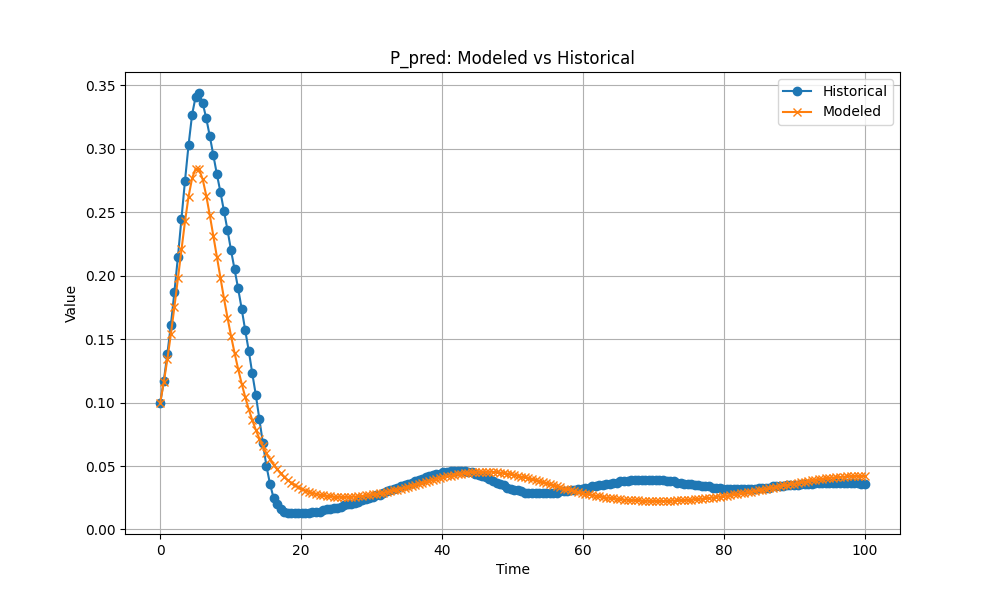 P_pred: Modeled vs Historical
Historical
Modeled
Value
0.35
0.30
0.25
0.20
0.15
0.10
0.05
0.00
0 20 40 60 80 100
Time